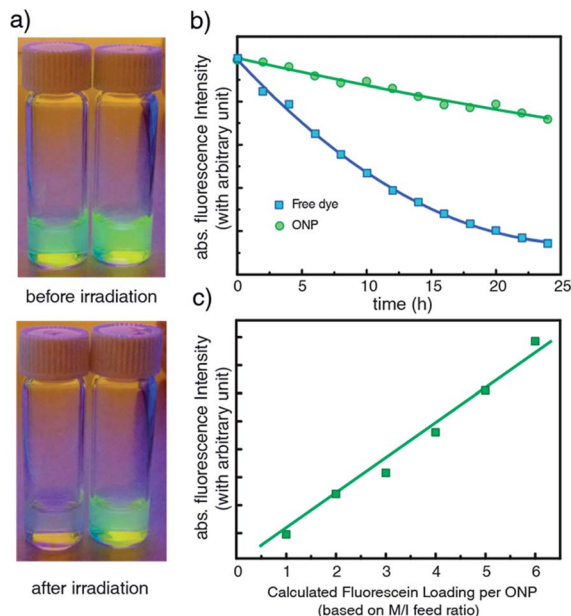 a)
before irradiation
after irradiation
b)
abs. fluorescence Intensity
(with arbitrary unit)
Free dye
ONP
0 5 10 15 20 25
time (h)
c)
abs. fluorescence Intensity
(with arbitrary unit)
1 2 3 4 5 6
Calculated Fluorescein Loading per ONP
(based on M/I feed ratio)